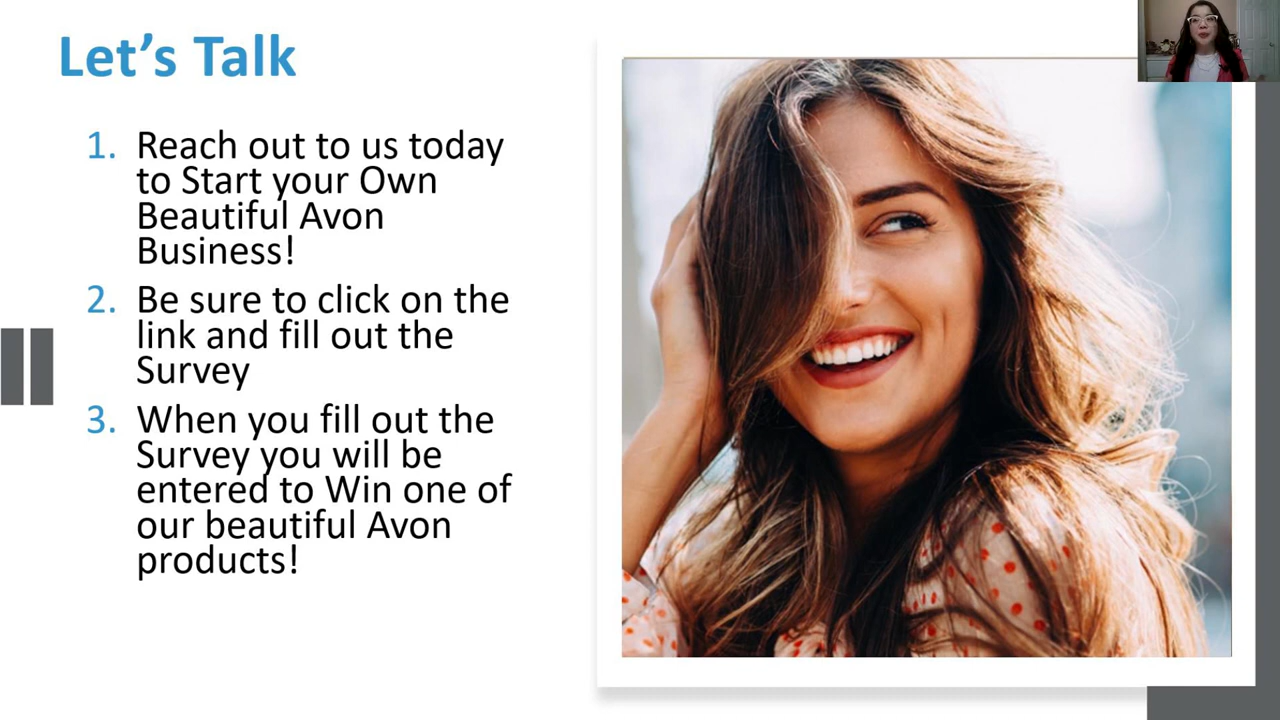 Let’s Talk
1. Reach out to us today
to Start your Own
Beautiful Avon
Business!
2. Be sure to click on the
link and fill out the
Survey
3. When you fill out the
Survey you will be
entered to Win one of
our beautiful Avon
products!